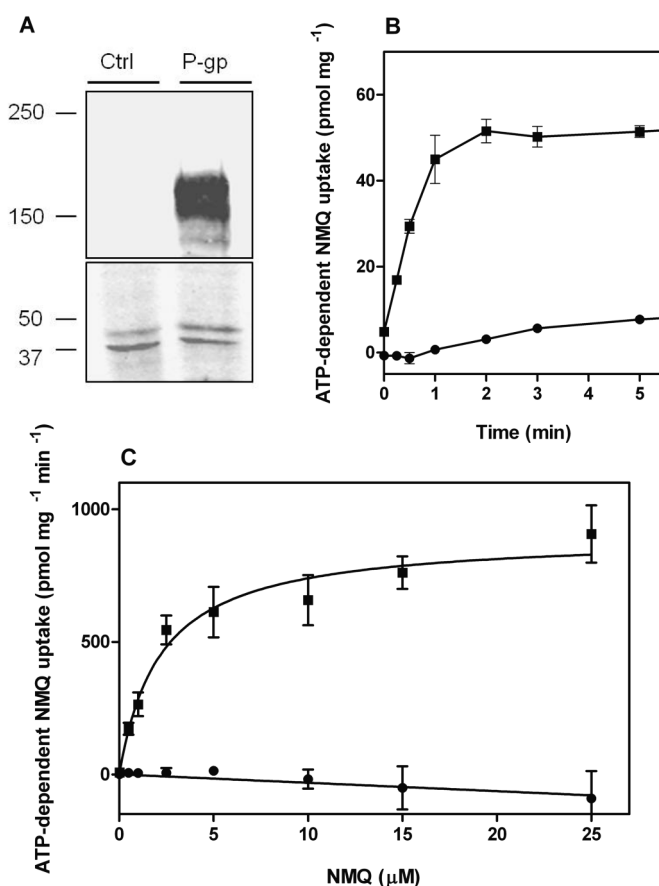 A
Ctrl P-gp
250
150
50
37
B
ATP-dependent NMQ uptake (pmol mg -1)
60
40
20
0
0 1 2 3 4 5
Time (min)
C
ATP-dependent NMQ uptake (pmol mg -1 min -1)
1000
500
0
0 5 10 15 20 25
NMQ (μM)